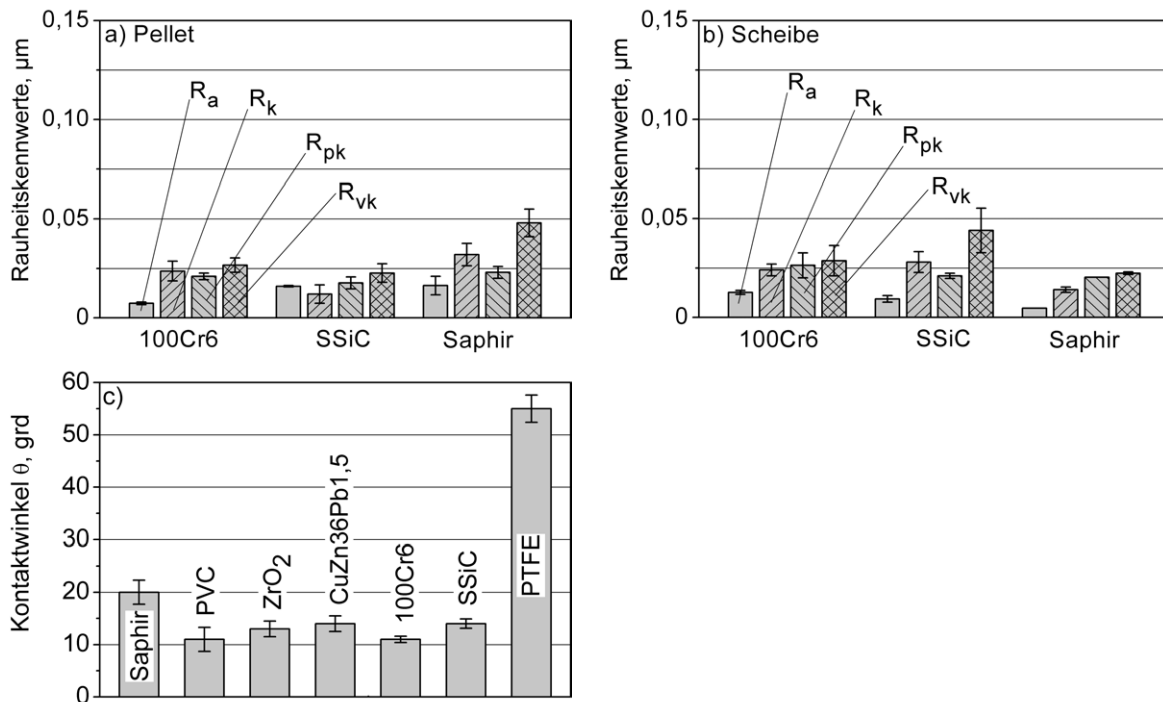 a) Pellet
Rauheitskennwerte, µm
0,15
0,10
0,05
0
Ra
Rk
Rpk
Rvk
100Cr6 SSiC Saphir
b) Scheibe
Rauheitskennwerte, µm
0,15
0,10
0,05
0
Ra
Rk
Rpk
Rvk
100Cr6 SSiC Saphir
c)
Kontaktwinkel θ, grd
60
50
40
30
20
10
0
Saphir
PVC
ZrO2
CuZn36Pb1,5
100Cr6
SSiC
PTFE